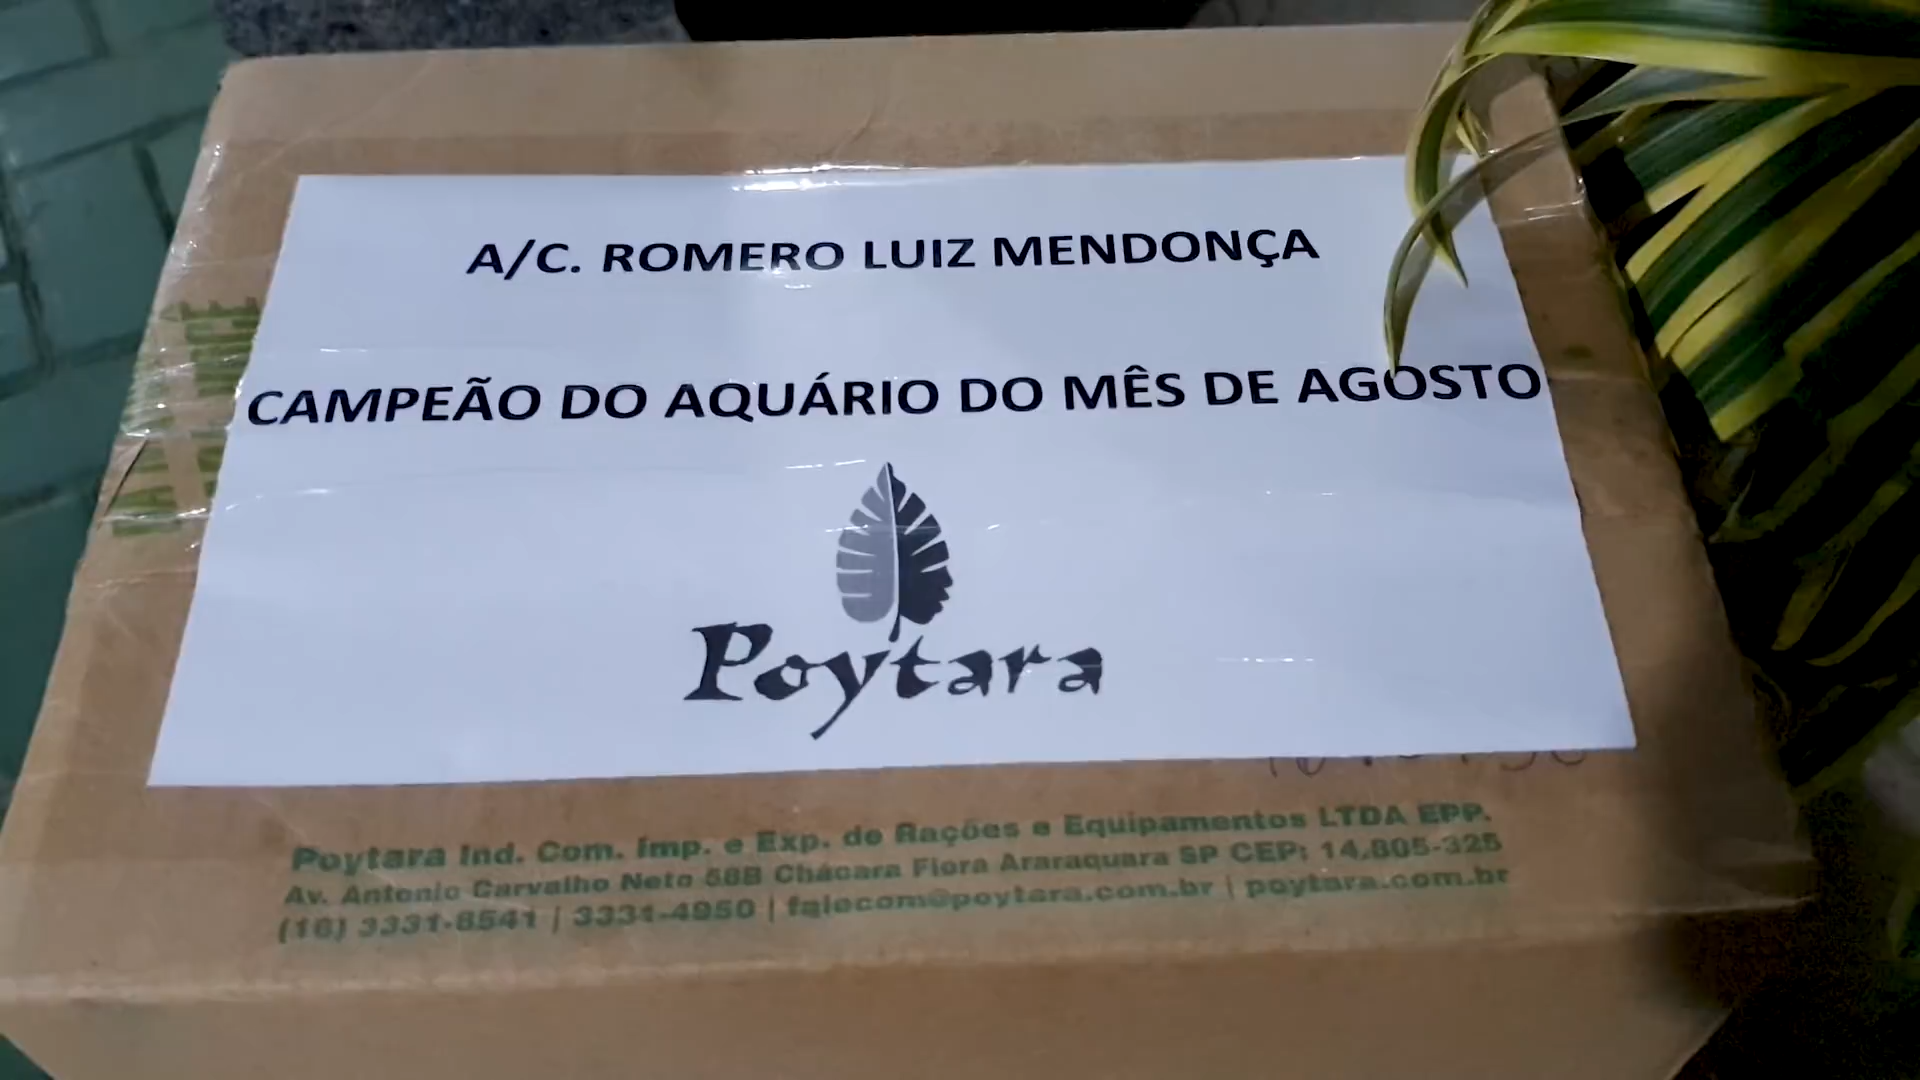 A/C. ROMERO LUIZ MENDONÇA
CAMPEÃO DO AQUÁRIO DO MÊS DE AGOSTO
Poytara
Poytara Ind. Com. Imp. e Exp. de Rações e Equipamentos LTDA EPP.
Av. Antonio Carvalho Neto 588 Chácara Flora Araraquara SP CEP: 14.805-325
(16) 3331-8541 | 3331-4950 | falecom@poytara.com.br | poytara.com.br